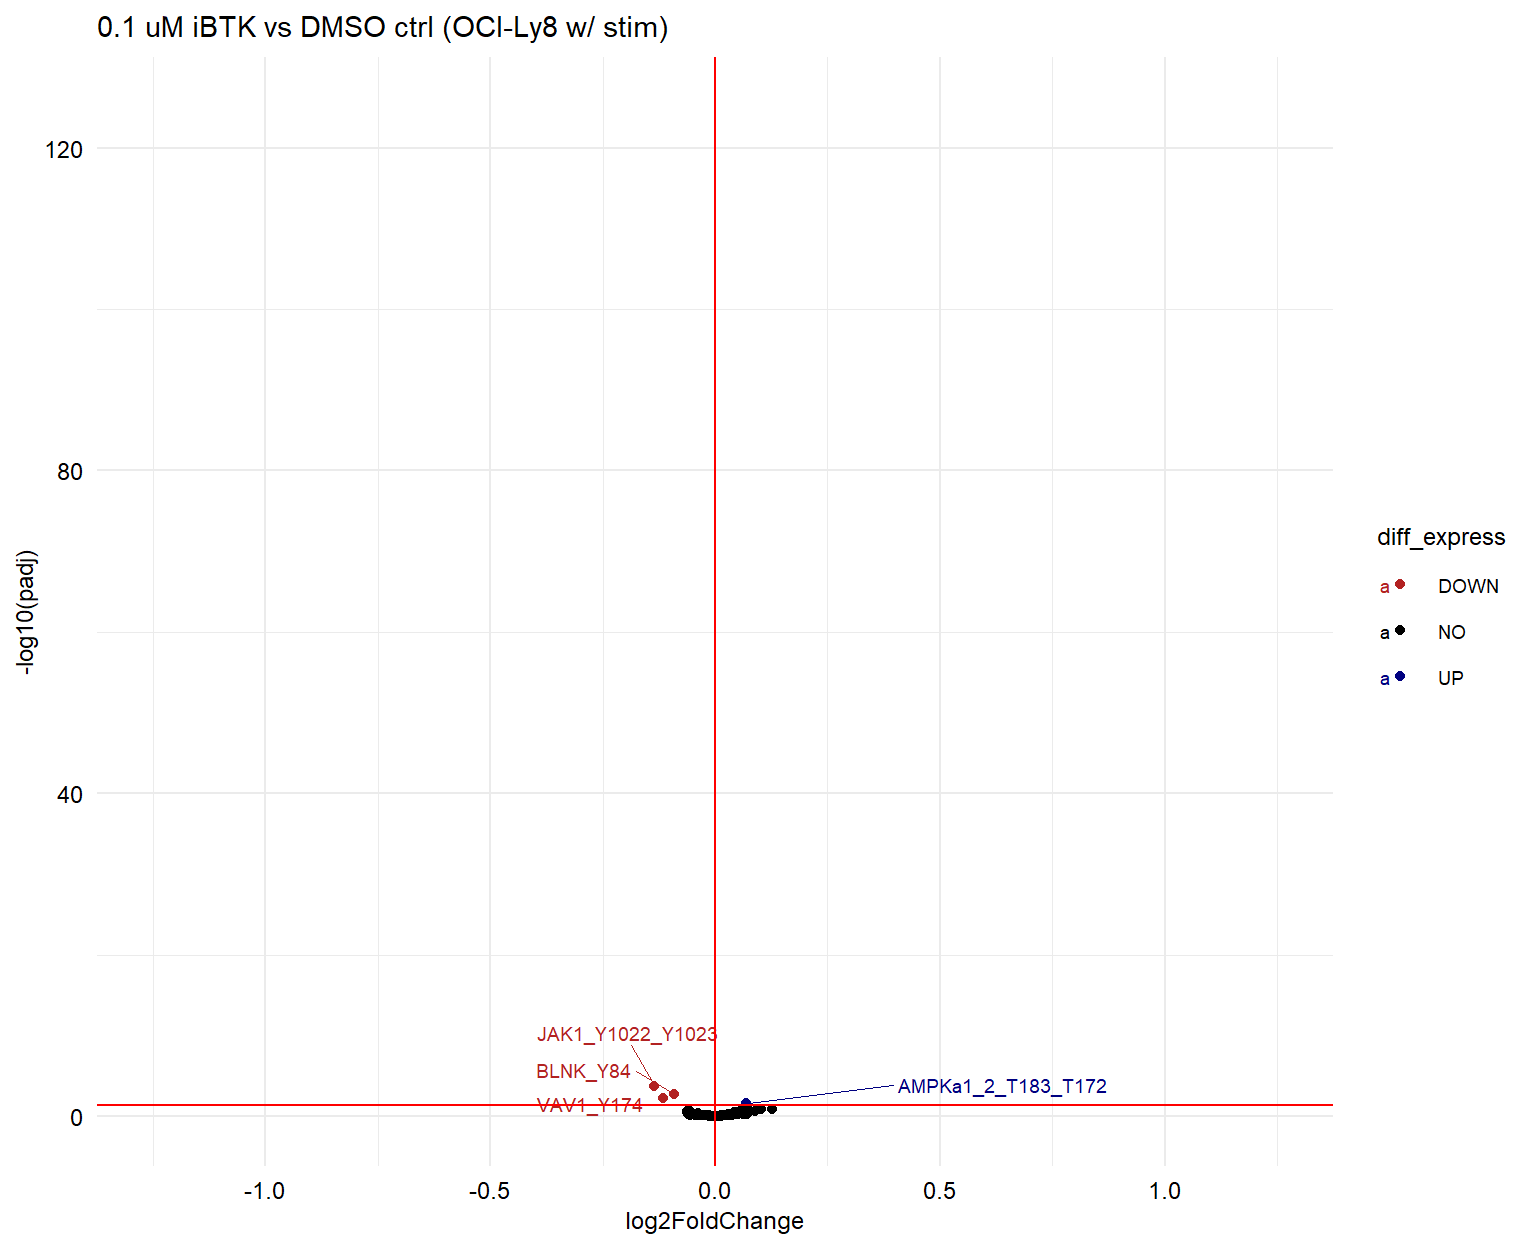 0.1 uM iBTK vs DMSO ctrl (OCI-Ly8 w/ stim)
120
80
40
0
-log10(padj)
JAK1_Y1022_Y1023
BLNK_Y84
VAV1_Y174
AMPKa1_2_T183_T172
-1.0
-0.5
0.0
0.5
1.0
log2FoldChange
diff_express
a DOWN
a NO
a UP